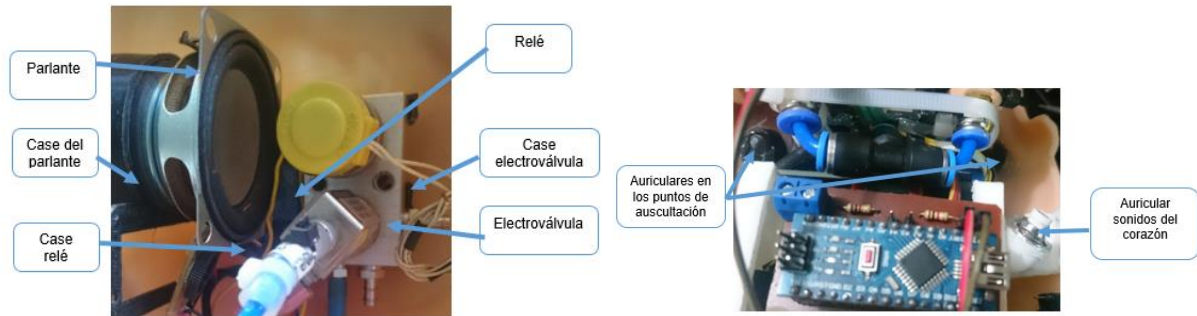 Parlante
Case del
parlante
Case
relé
Relé
Case
electroválvula
Electroválvula
Auriculares en
los puntos de
auscultación
Auricular
sonidos del
corazón